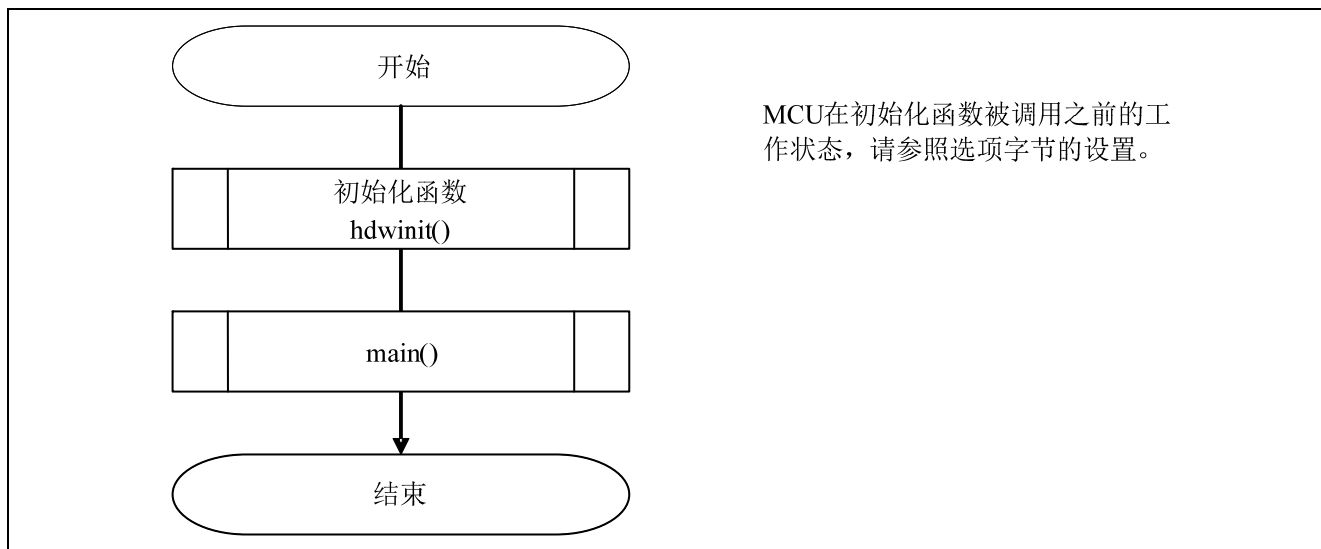 开始
MCU在初始化函数被调用之前的工
作状态，请参照选项字节的设置。
初始化函数
hdwinit()
main()
结束